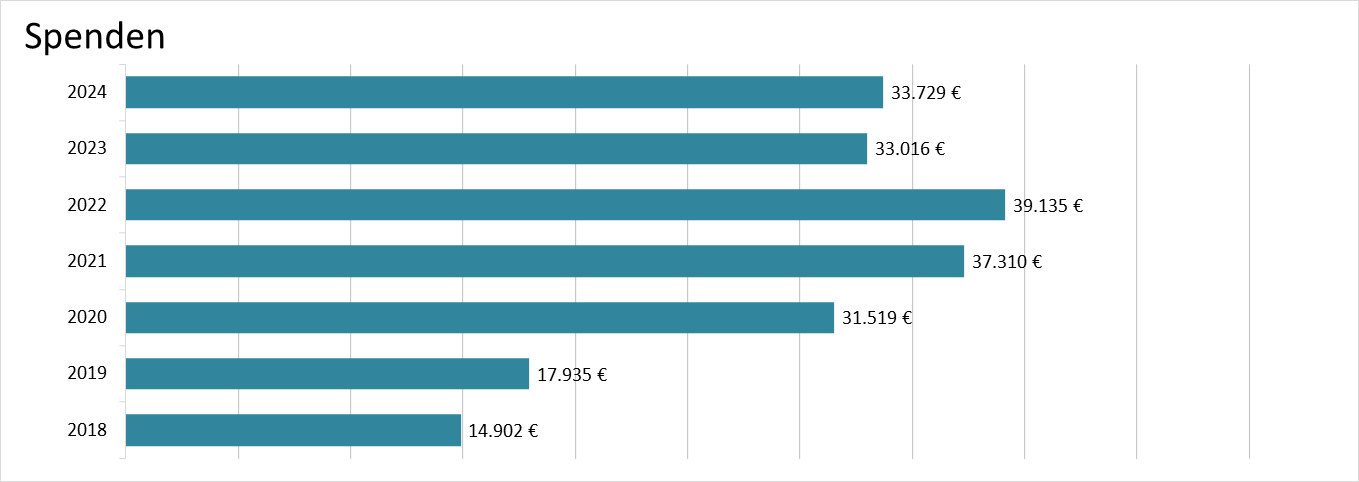 Spenden
2024 33.729 €
2023 33.016 €
2022 39.135 €
2021 37.310 €
2020 31.519 €
2019 17.935 €
2018 14.902 €